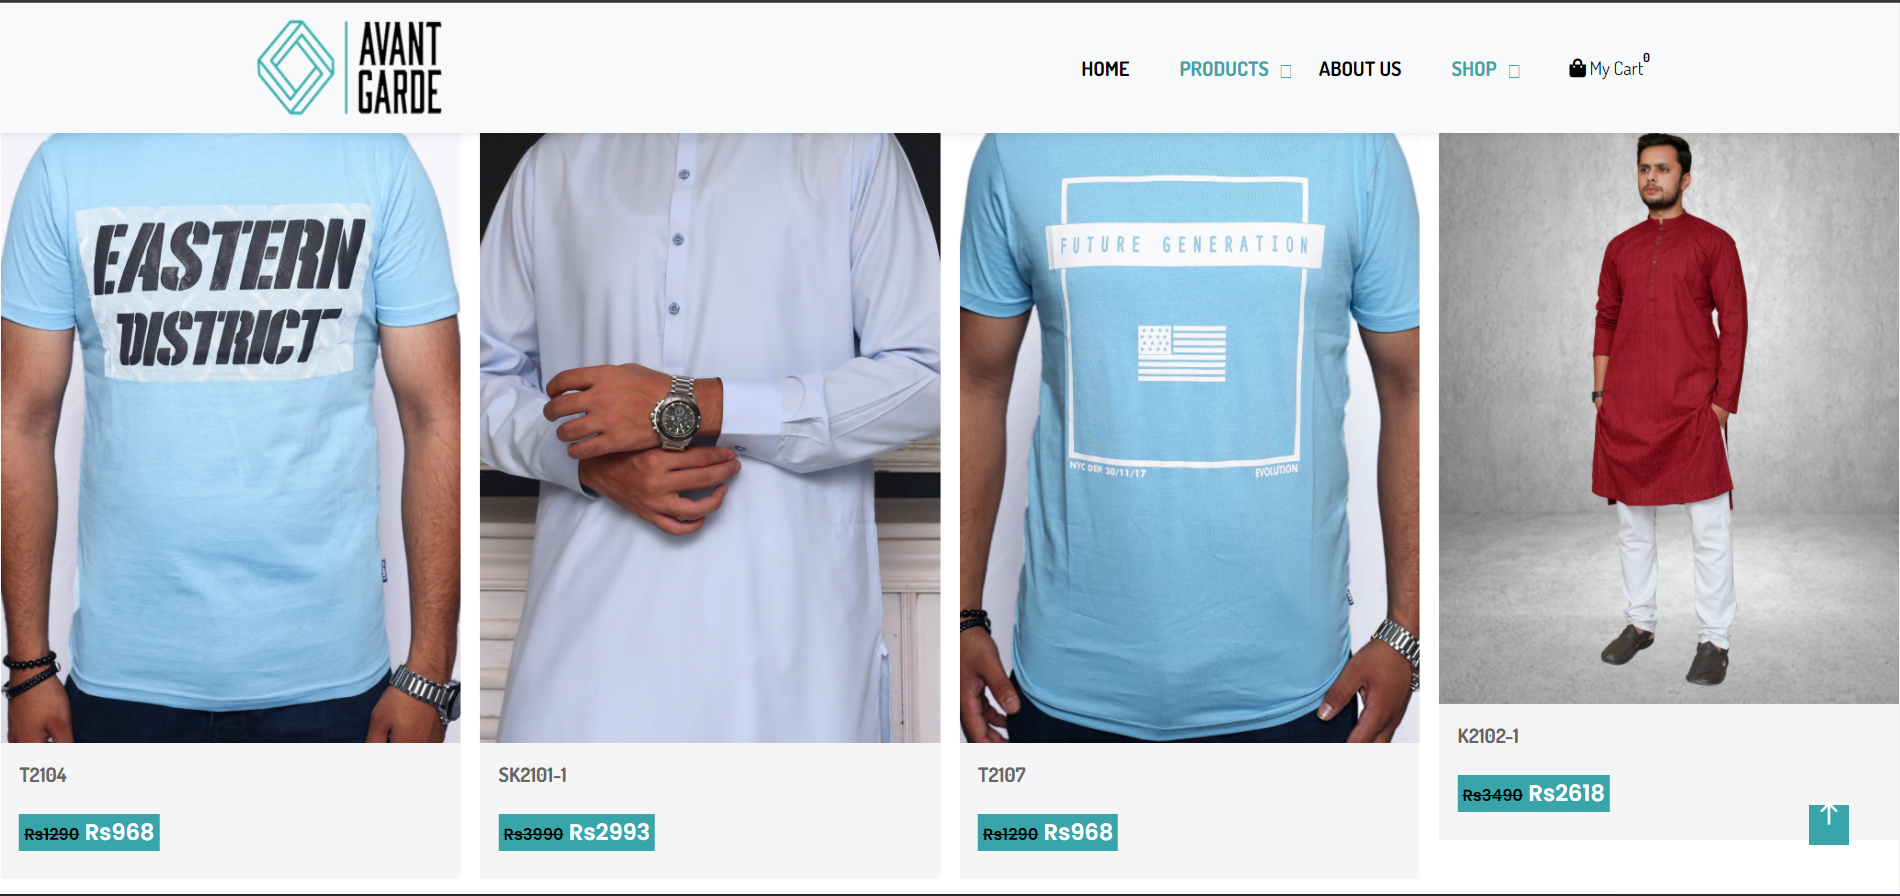 AVANT
GARDE
HOME
PRODUCTS
ABOUT US
SHOP
My Cart 0
EASTERN
DISTRICT
FUTURE GENERATION
NYC DEP. 30/11/17
EVOLUTION
T2104
Rs1290 Rs968
SK2101-1
Rs3990 Rs2993
T2107
Rs1290 Rs968
K2102-1
Rs3490 Rs2618